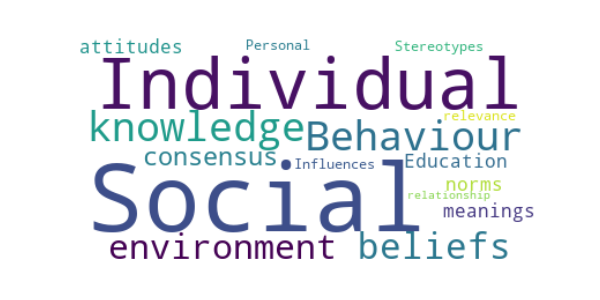 attitudes Personal Stereotypes
Individual
knowledge relevance
Behaviour
consensus Influences Education
Social norms
relationship
meanings
environment beliefs